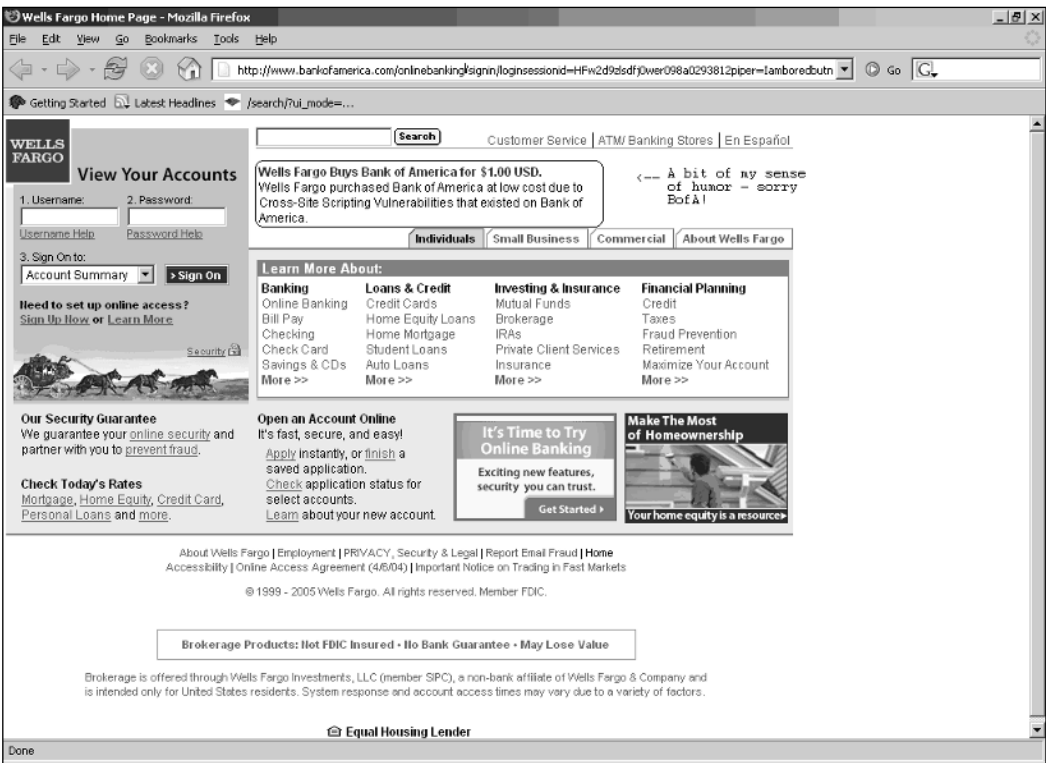 Wells Fargo Home Page - Mozilla Firefox
File Edit View Go Bookmarks Tools Help
http://www.bankofamerica.com/onlinebanking/signin/loginsessionid=HFw2d9zlsdfj0wer098a0293812piper=Iamboredbutn Go G
Getting Started Latest Headlines /search/?ui_mode=...
WELLS
FARGO
View Your Accounts
1. Username: 2. Password:
Username Help Password Help
3. Sign On to:
Account Summary > Sign On
Need to set up online access?
Sign Up Now or Learn More
Security
Search
Customer Service | ATM/ Banking Stores | En Español
Wells Fargo Buys Bank of America for $1.00 USD.
Wells Fargo purchased Bank of America at low cost due to
Cross-Site Scripting Vulnerabilities that existed on Bank of
America.
<-- A bit of my sense
of humor - sorry
BofA!
Individuals Small Business Commercial About Wells Fargo
Learn More About:
Banking
Online Banking
Bill Pay
Checking
Check Card
Savings & CDs
More >>
Loans & Credit
Credit Cards
Home Equity Loans
Home Mortgage
Student Loans
Auto Loans
More >>
Investing & Insurance
Mutual Funds
Brokerage
IRAs
Private Client Services
Insurance
More >>
Financial Planning
Credit
Taxes
Fraud Prevention
Retirement
Maximize Your Account
More >>
Our Security Guarantee
We guarantee your online security and
partner with you to prevent fraud.
Check Today's Rates
Mortgage, Home Equity, Credit Card,
Personal Loans and more.
Open an Account Online
It's fast, secure, and easy!
Apply instantly, or finish a
saved application.
Check application status for
select accounts.
Learn about your new account.
It's Time to Try
Online Banking
Exciting new features,
security you can trust.
Get Started
Make The Most
of Homeownership
Your home equity is a resource
About Wells Fargo | Employment | PRIVACY, Security & Legal | Report Email Fraud | Home
Accessibility | Online Access Agreement (4/6/04) | Important Notice on Trading in Fast Markets
© 1999 - 2005 Wells Fargo. All rights reserved. Member FDIC.
Brokerage Products: Not FDIC Insured • No Bank Guarantee • May Lose Value
Brokerage is offered through Wells Fargo Investments, LLC (member SIPC), a non-bank affiliate of Wells Fargo & Company and
is intended only for United States residents. System response and account access times may vary due to a variety of factors.
Equal Housing Lender
Done